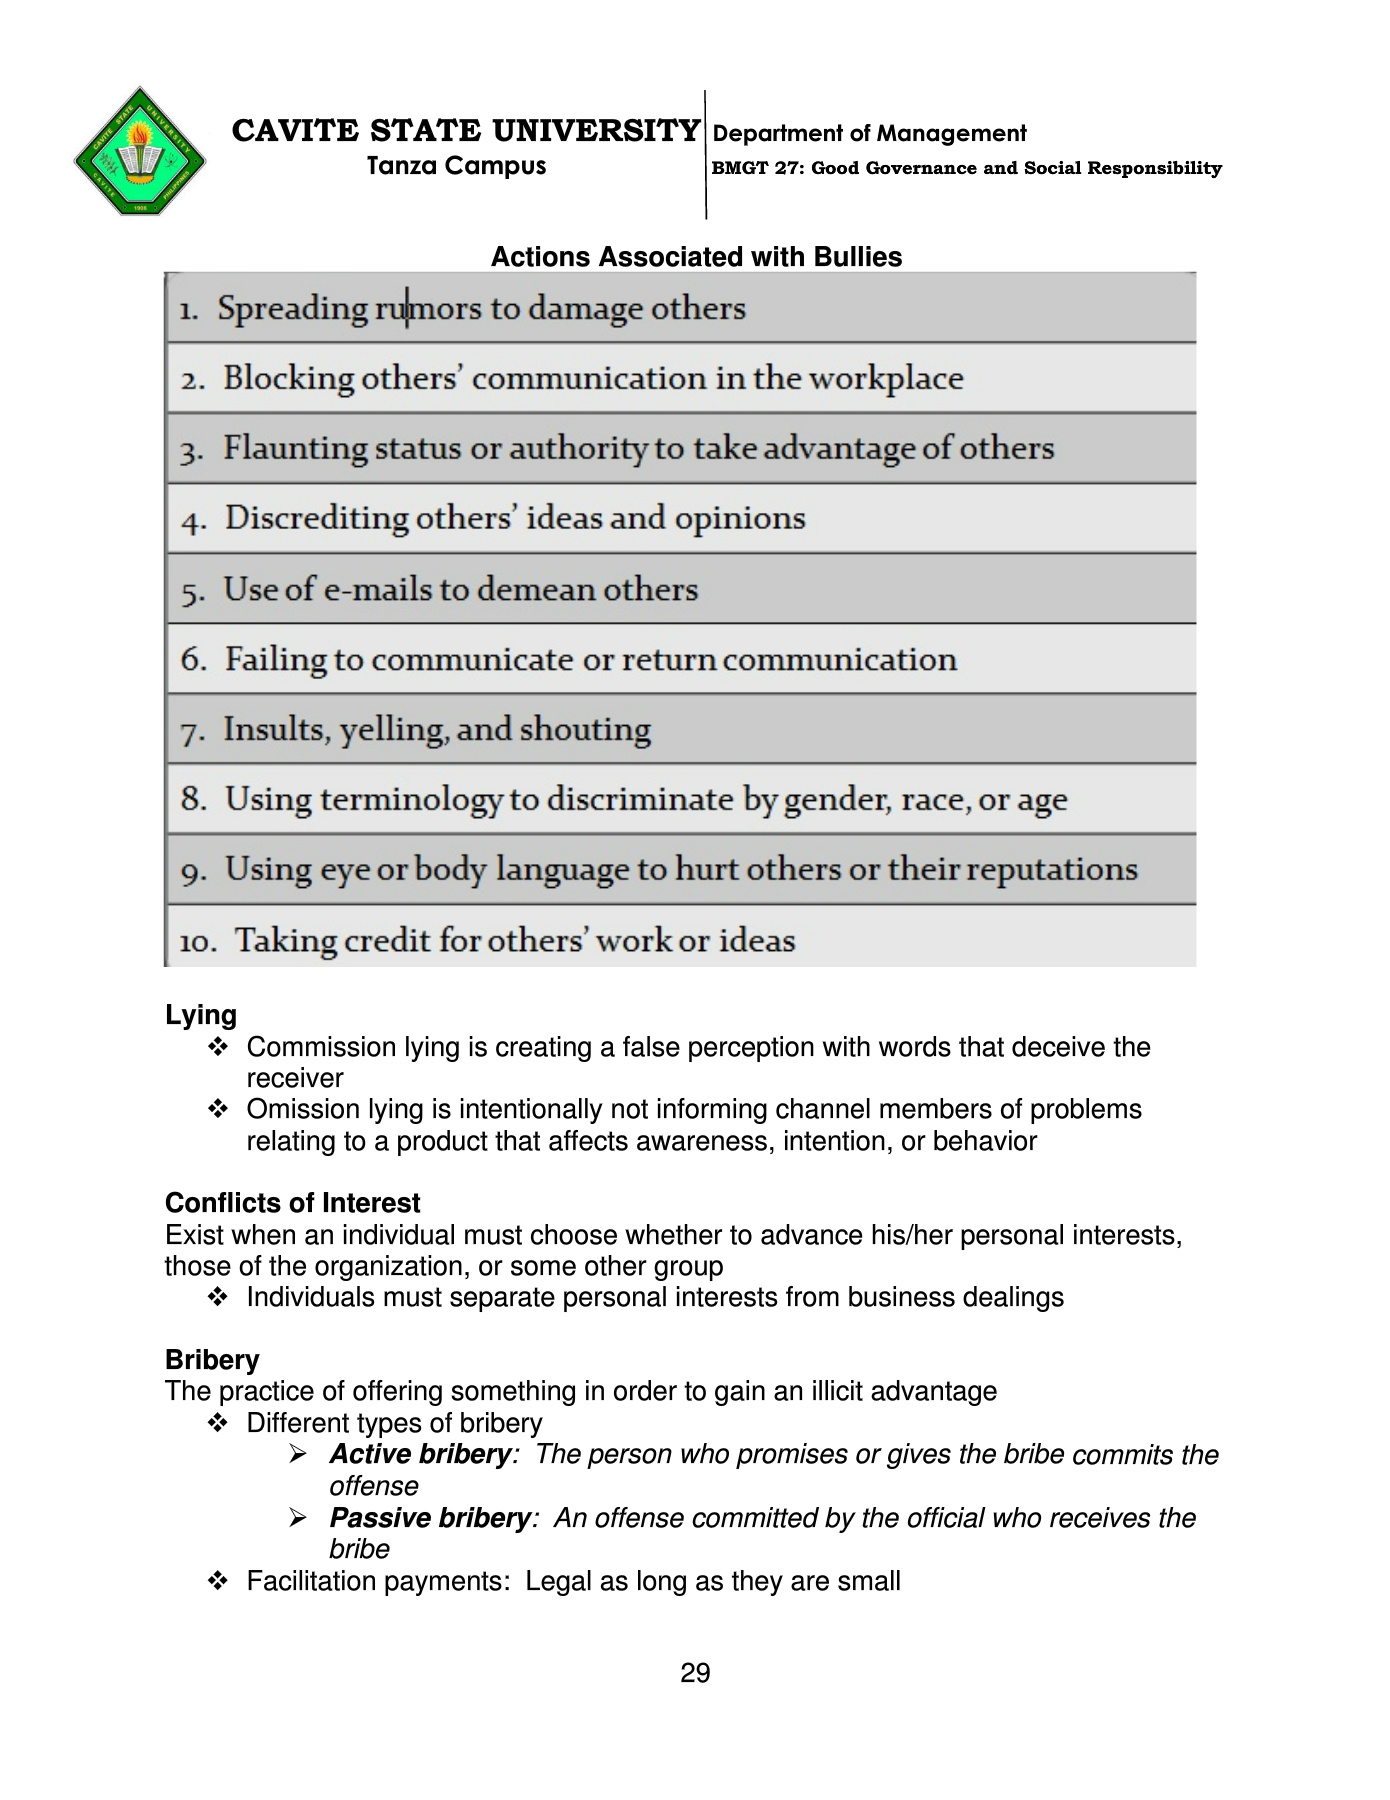 CAVITE STATE UNIVERSITY
Tanza Campus
Department of Management
BMGT 27: Good Governance and Social Responsibility
CAVITE STATE UNIVERSITY
CAVITE
PHILIPPINES
1906
Actions Associated with Bullies
1. Spreading rumors to damage others
2. Blocking others’ communication in the workplace
3. Flaunting status or authority to take advantage of others
4. Discrediting others’ ideas and opinions
5. Use of e-mails to demean others
6. Failing to communicate or return communication
7. Insults, yelling, and shouting
8. Using terminology to discriminate by gender, race, or age
9. Using eye or body language to hurt others or their reputations
10. Taking credit for others’ work or ideas
Lying
❖ Commission lying is creating a false perception with words that deceive the
receiver
❖ Omission lying is intentionally not informing channel members of problems
relating to a product that affects awareness, intention, or behavior
Conflicts of Interest
Exist when an individual must choose whether to advance his/her personal interests,
those of the organization, or some other group
❖ Individuals must separate personal interests from business dealings
Bribery
The practice of offering something in order to gain an illicit advantage
❖ Different types of bribery
➢ Active bribery: The person who promises or gives the bribe commits the
offense
➢ Passive bribery: An offense committed by the official who receives the
bribe
❖ Facilitation payments: Legal as long as they are small
29